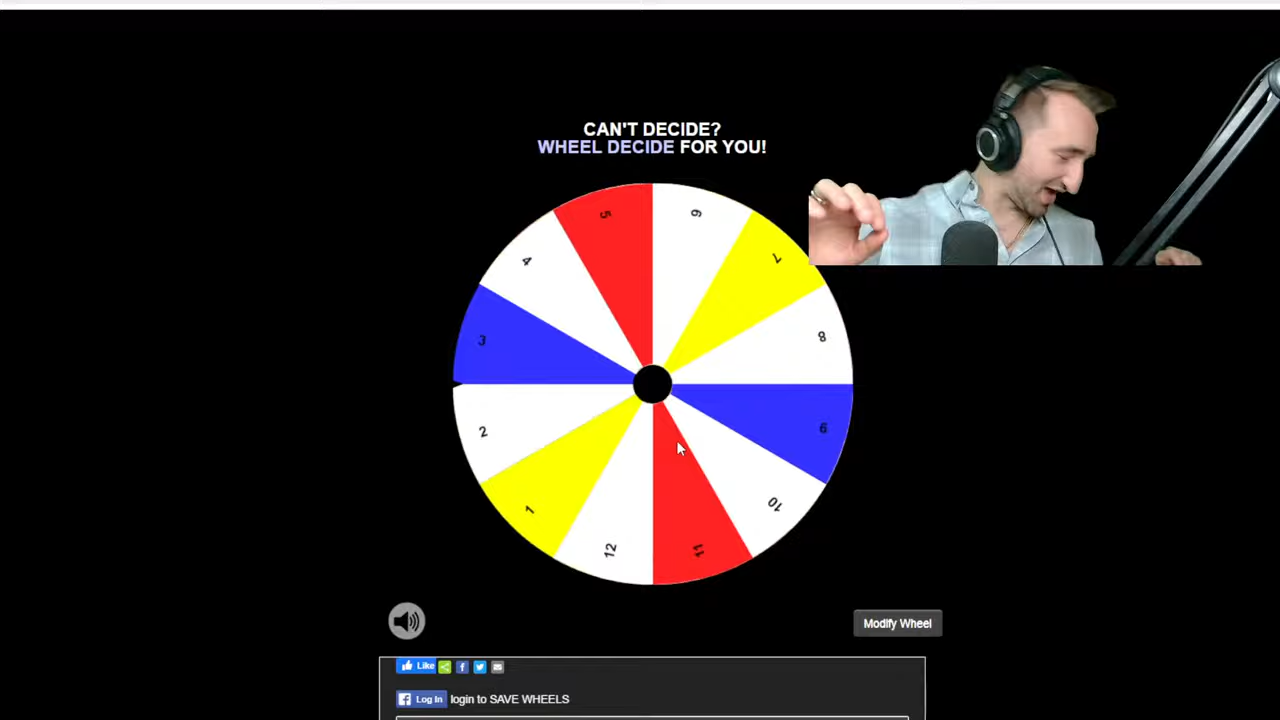 CAN'T DECIDE?
WHEEL DECIDE FOR YOU!
5
6
4
7
3
8
2
9
1
10
12
11
Modify Wheel
Like
Log In login to SAVE WHEELS